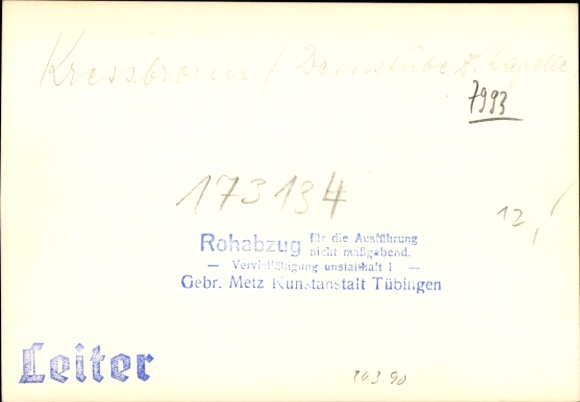 Kressbronn / Weinstube z. Kapelle
7993
173134
12,-
Rohabzug für die Ausführung nicht maßgebend.
— Vervielfältigung unstatthaft! —
Gebr. Metz Kunstanstalt Tübingen
Leiter
20.3.90